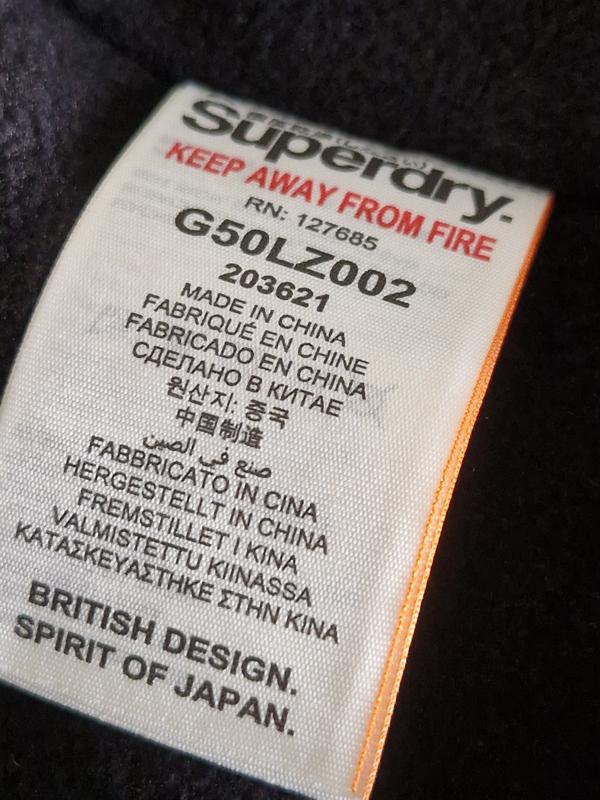 Superdry.
KEEP AWAY FROM FIRE
RN: 127685
G50LZ002
203621
MADE IN CHINA
FABRIQUÉ EN CHINE
FABRICADO EN CHINA
СДЕЛАНО В КИТАЕ
원산지: 중국
中国制造
صنع في الصين
FABBRICATO IN CINA
HERGESTELLT IN CHINA
FREMSTILLET I KINA
VALMISTETTU KIINASSA
ΚΑΤΑΣΚΕΥΑΣΤΗΚΕ ΣΤΗΝ ΚΙΝΑ
BRITISH DESIGN.
SPIRIT OF JAPAN.